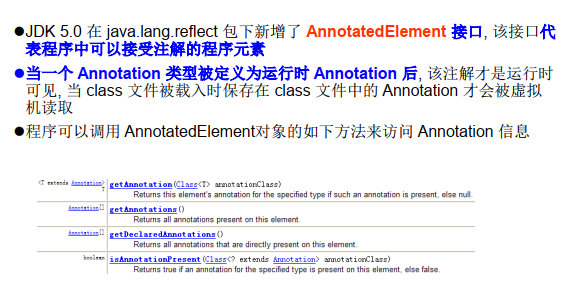 ●JDK 5.0 在 java.lang.reflect 包下新增了 AnnotatedElement 接口, 该接口代
表程序中可以接受注解的程序元素
●当一个 Annotation 类型被定义为运行时 Annotation 后, 该注解才是运行时
可见, 当 class 文件被载入时保存在 class 文件中的 Annotation 才会被虚拟
机读取
●程序可以调用 AnnotatedElement对象的如下方法来访问 Annotation 信息
<T extends Annotation> T
getAnnotation(Class<T> annotationClass)
Returns this element's annotation for the specified type if such an annotation is present, else null.
Annotation[] getAnnotations()
Returns all annotations present on this element.
Annotation[] getDeclaredAnnotations()
Returns all annotations that are directly present on this element.
boolean isAnnotationPresent(Class<? extends Annotation> annotationClass)
Returns true if an annotation for the specified type is present on this element, else false.